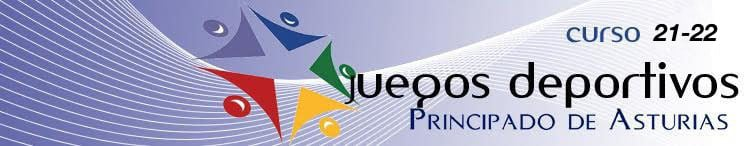 curso 21-22
juegos deportivos
PRINCIPADO DE ASTURIAS